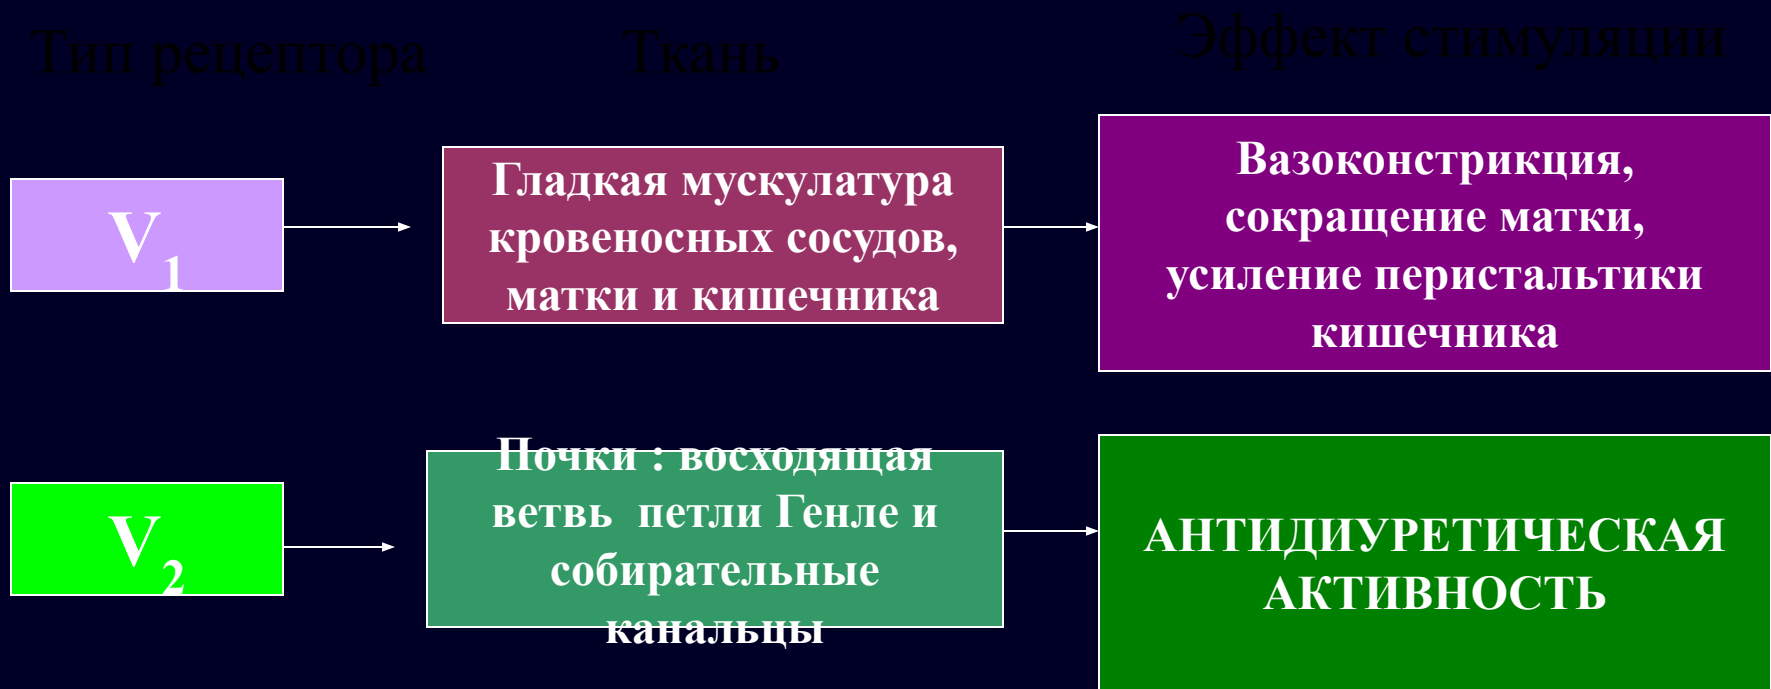 Тип рецептора
Ткань
Эффект стимуляции
V1
Гладкая мускулатура
кровеносных сосудов,
матки и кишечника
Вазоконстрикция,
сокращение матки,
усиление перистальтики
кишечника
V2
Почки : восходящая
ветвь  петли Генле и
собирательные
канальцы
АНТИДИУРЕТИЧЕСКАЯ
АКТИВНОСТЬ